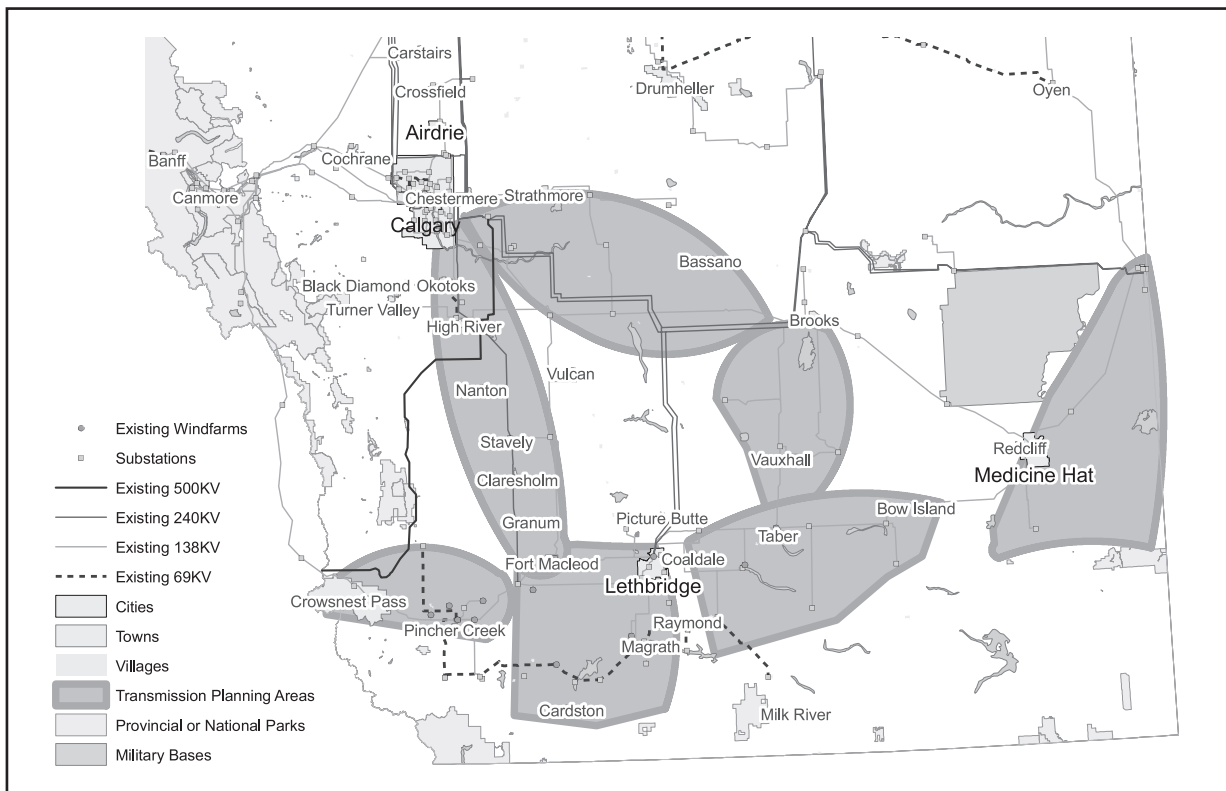 Carstairs
Crossfield
Drumheller
Oyen
Airdrie
Banff
Cochrane
Canmore
Chestermere
Strathmore
Calgary
Bassano
Black Diamond
Okotoks
Turner Valley
High River
Brooks
Nanton
Vulcan
Stavely
Redcliff
Vauxhall
Medicine Hat
Claresholm
Bow Island
Granum
Picture Butte
Taber
Fort Macleod
Coaldale
Lethbridge
Crowsnest Pass
Pincher Creek
Raymond
Magrath
Cardston
Milk River
Existing Windfarms
Substations
Existing 500KV
Existing 240KV
Existing 138KV
Existing 69KV
Cities
Towns
Villages
Transmission Planning Areas
Provincial or National Parks
Military Bases